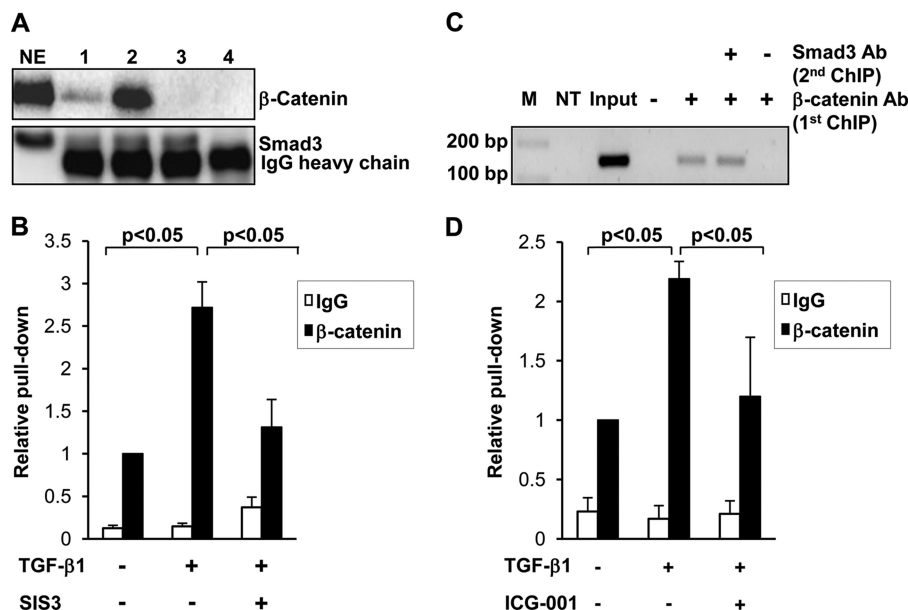 A
NE 1 2 3 4
β-Catenin
Smad3
IgG heavy chain
B
p<0.05 p<0.05
3.5
3
2.5
2
1.5
1
0.5
0
Relative pull-down
IgG
β-catenin
TGF-β1 - + +
SIS3 - - +
C
+ - Smad3 Ab
(2nd ChIP)
M NT Input - + + + β-catenin Ab
(1st ChIP)
200 bp
100 bp
D
p<0.05 p<0.05
2.5
2
1.5
1
0.5
0
Relative pull-down
IgG
β-catenin
TGF-β1 - + +
ICG-001 - - +